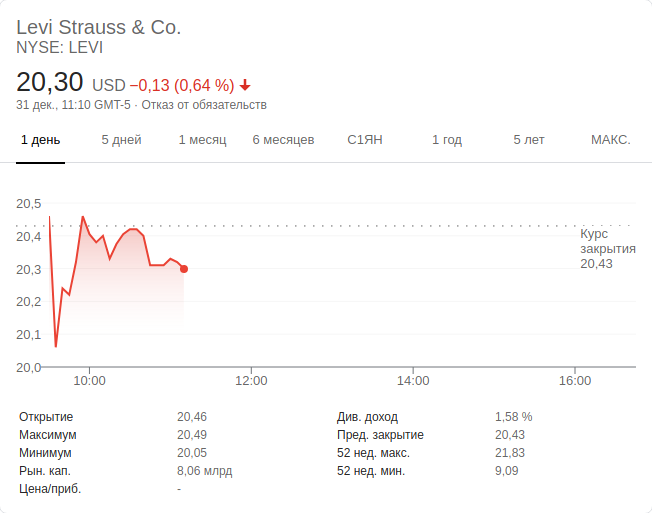 Levi Strauss & Co.
NYSE: LEVI
20,30 USD −0,13 (0,64 %)
31 дек., 11:10 GMT-5 · Отказ от обязательств
1 день 5 дней 1 месяц 6 месяцев С1ЯН 1 год 5 лет МАКС.
20,5
20,4
20,3
20,2
20,1
20,0
Курс
закрытия
20,43
10:00 12:00 14:00 16:00
Открытие 20,46 Див. доход 1,58 %
Максимум 20,49 Пред. закрытие 20,43
Минимум 20,05 52 нед. макс. 21,83
Рын. кап. 8,06 млрд 52 нед. мин. 9,09
Цена/приб. -